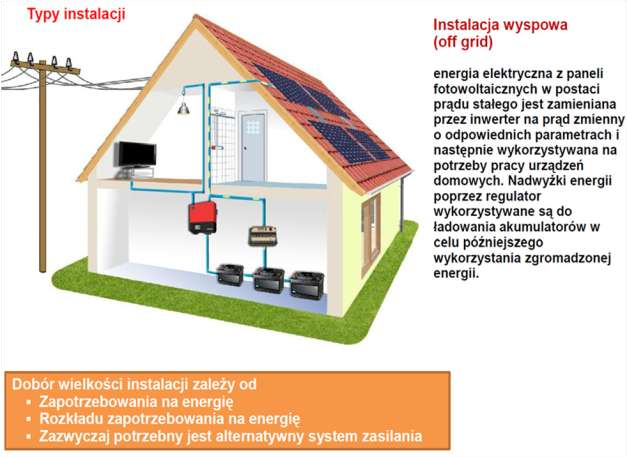 Typy instalacji
Instalacja wyspowa
(off grid)
energia elektryczna z paneli
fotowoltaicznych w postaci
prądu stałego jest zamieniana
przez inwerter na prąd zmienny
o odpowiednich parametrach i
następnie wykorzystywana na
potrzeby pracy urządzeń
domowych. Nadwyżki energii
poprzez regulator
wykorzystywane są do
ładowania akumulatorów w
celu późniejszego
wykorzystania zgromadzonej
energii.
Dobór wielkości instalacji zależy od
▪ Zapotrzebowania na energię
▪ Rozkładu zapotrzebowania na energię
▪ Zazwyczaj potrzebny jest alternatywny system zasilania